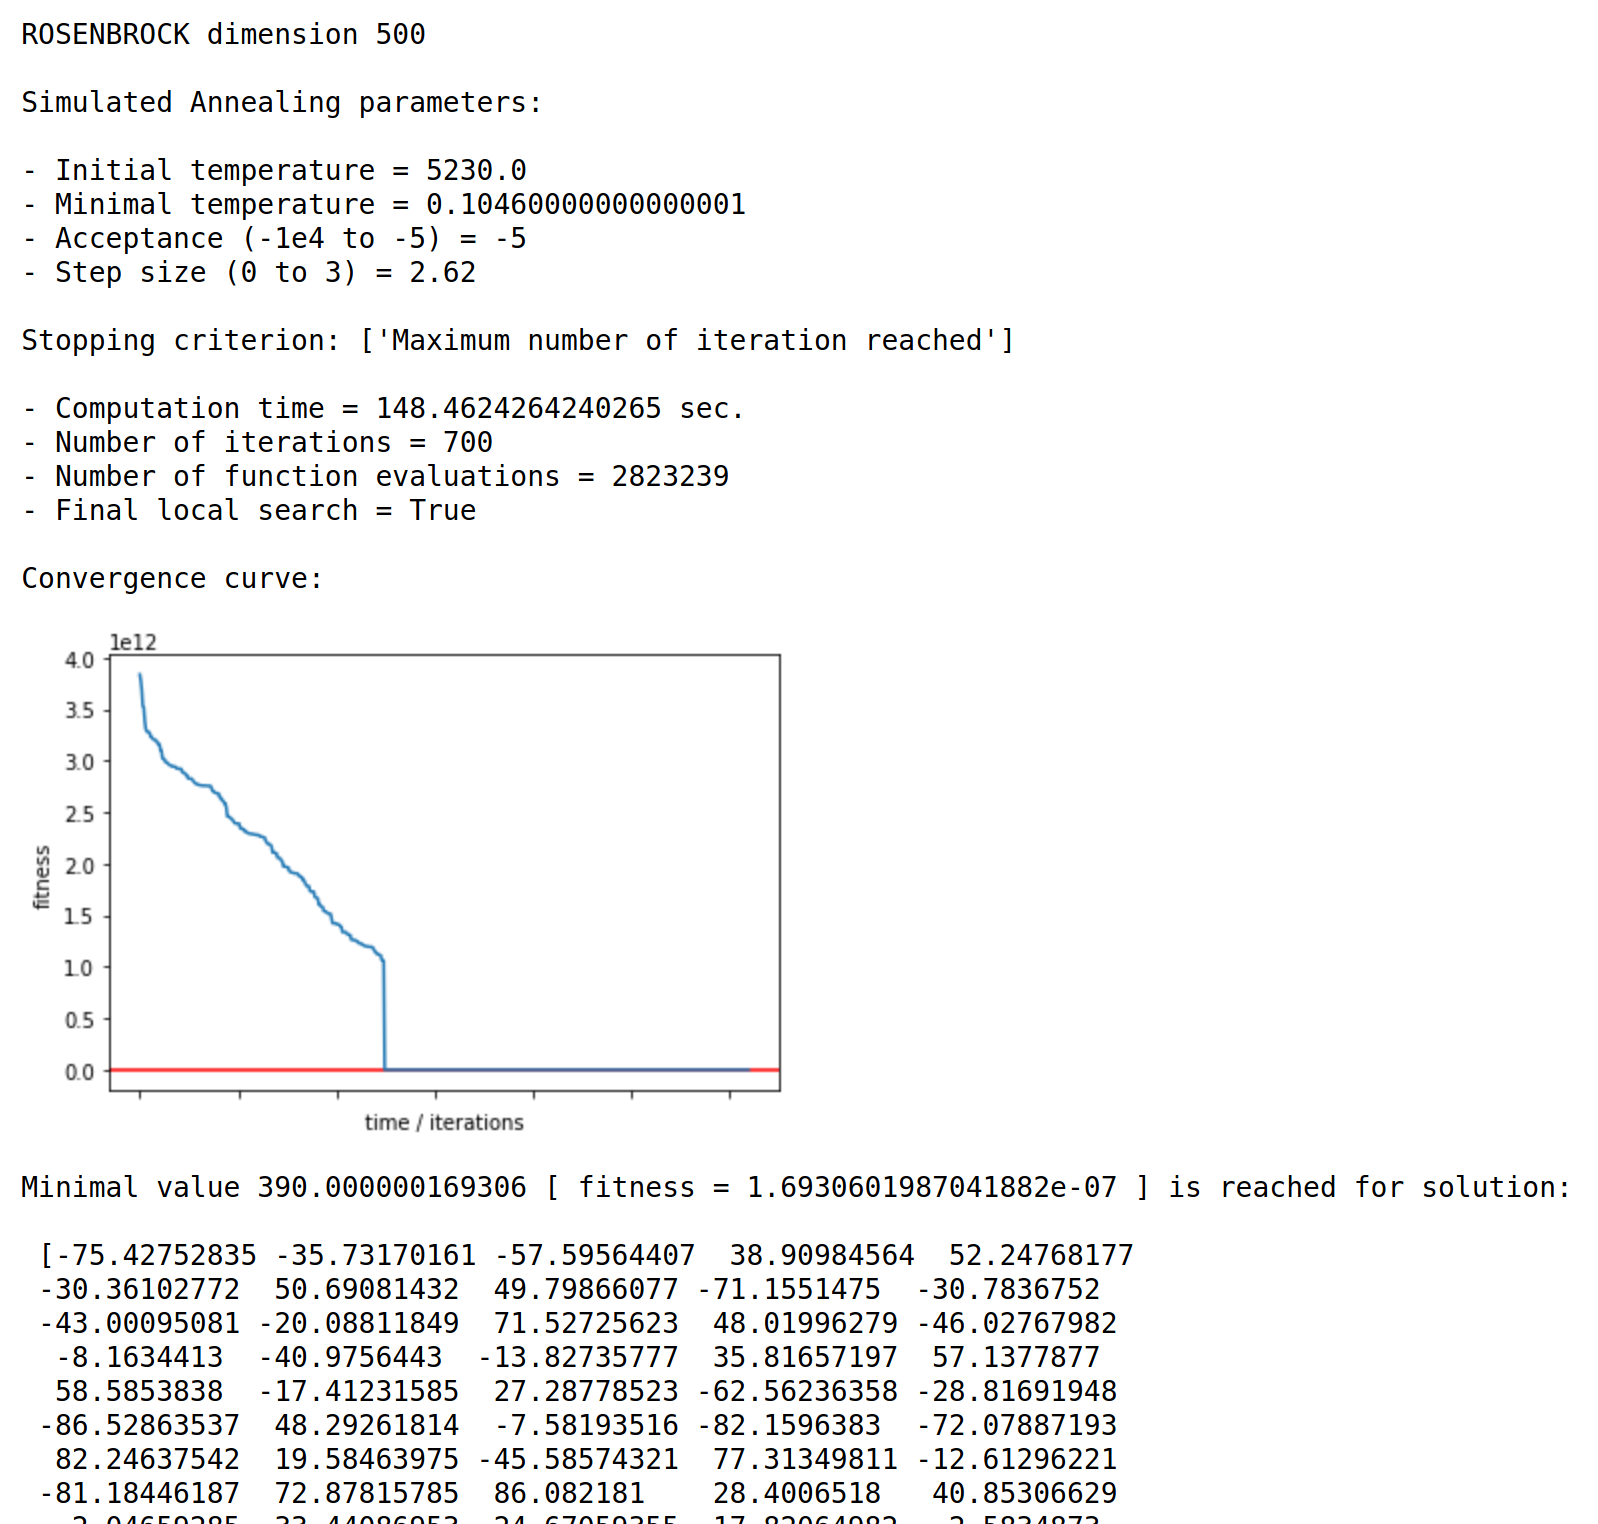 ROSENBROCK dimension 500
Simulated Annealing parameters:
- Initial temperature = 5230.0
- Minimal temperature = 0.10460000000000001
- Acceptance (-1e4 to -5) = -5
- Step size (0 to 3) = 2.62
Stopping criterion: ['Maximum number of iteration reached']
- Computation time = 148.4624264240265 sec.
- Number of iterations = 700
- Number of function evaluations = 2823239
- Final local search = True
Convergence curve:
1e12
4.0
3.5
3.0
2.5
2.0
1.5
1.0
0.5
0.0
fitness
time / iterations
Minimal value 390.000000169306 [ fitness = 1.6930601987041882e-07 ] is reached for solution:
[-75.42752835 -35.73170161 -57.59564407 38.90984564 52.24768177
-30.36102772 50.69081432 49.79866077 -71.1551475 -30.7836752
-43.00095081 -20.08811849 71.52725623 48.01996279 -46.02767982
-8.1634413 -40.9756443 -13.82735777 35.81657197 57.1377877
58.5853838 -17.41231585 27.28778523 -62.56236358 -28.81691948
-86.52863537 48.29261814 -7.58193516 -82.1596383 -72.07887193
82.24637542 19.58463975 -45.58574321 77.31349811 -12.61296221
-81.18446187 72.87815785 86.082181 28.4006518 40.85306629